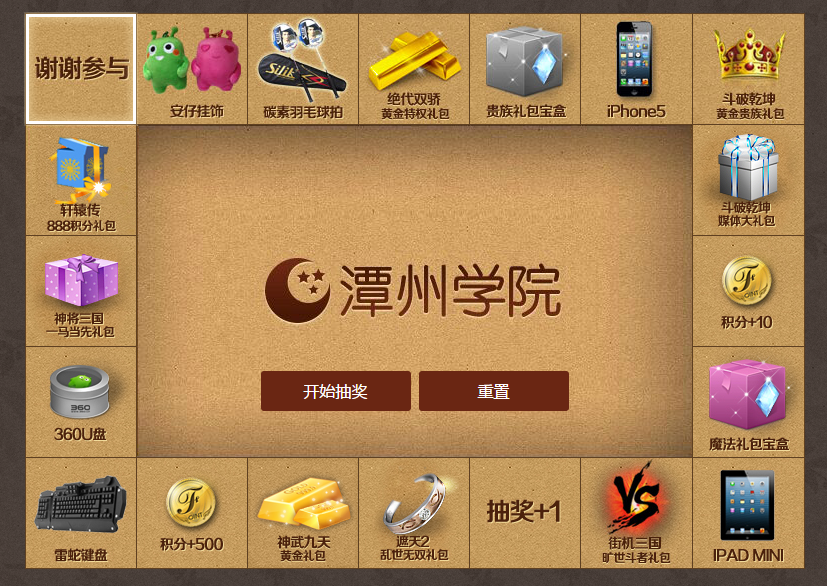 谢谢参与
安仔挂饰
Silik
碳素羽毛球拍
绝代双骄
黄金特权礼包
贵族礼包宝盒
iPhone5
斗破乾坤
黄金贵族礼包
轩辕传
888积分礼包
斗破乾坤
媒体大礼包
神将三国
一马当先礼包
潭州学院
积分+10
开始抽奖
重置
360
360U盘
魔法礼包宝盒
雷蛇键盘
积分+500
神武九天
黄金礼包
遮天2
乱世无双礼包
抽奖+1
VS
街机三国
旷世斗者礼包
IPAD MINI